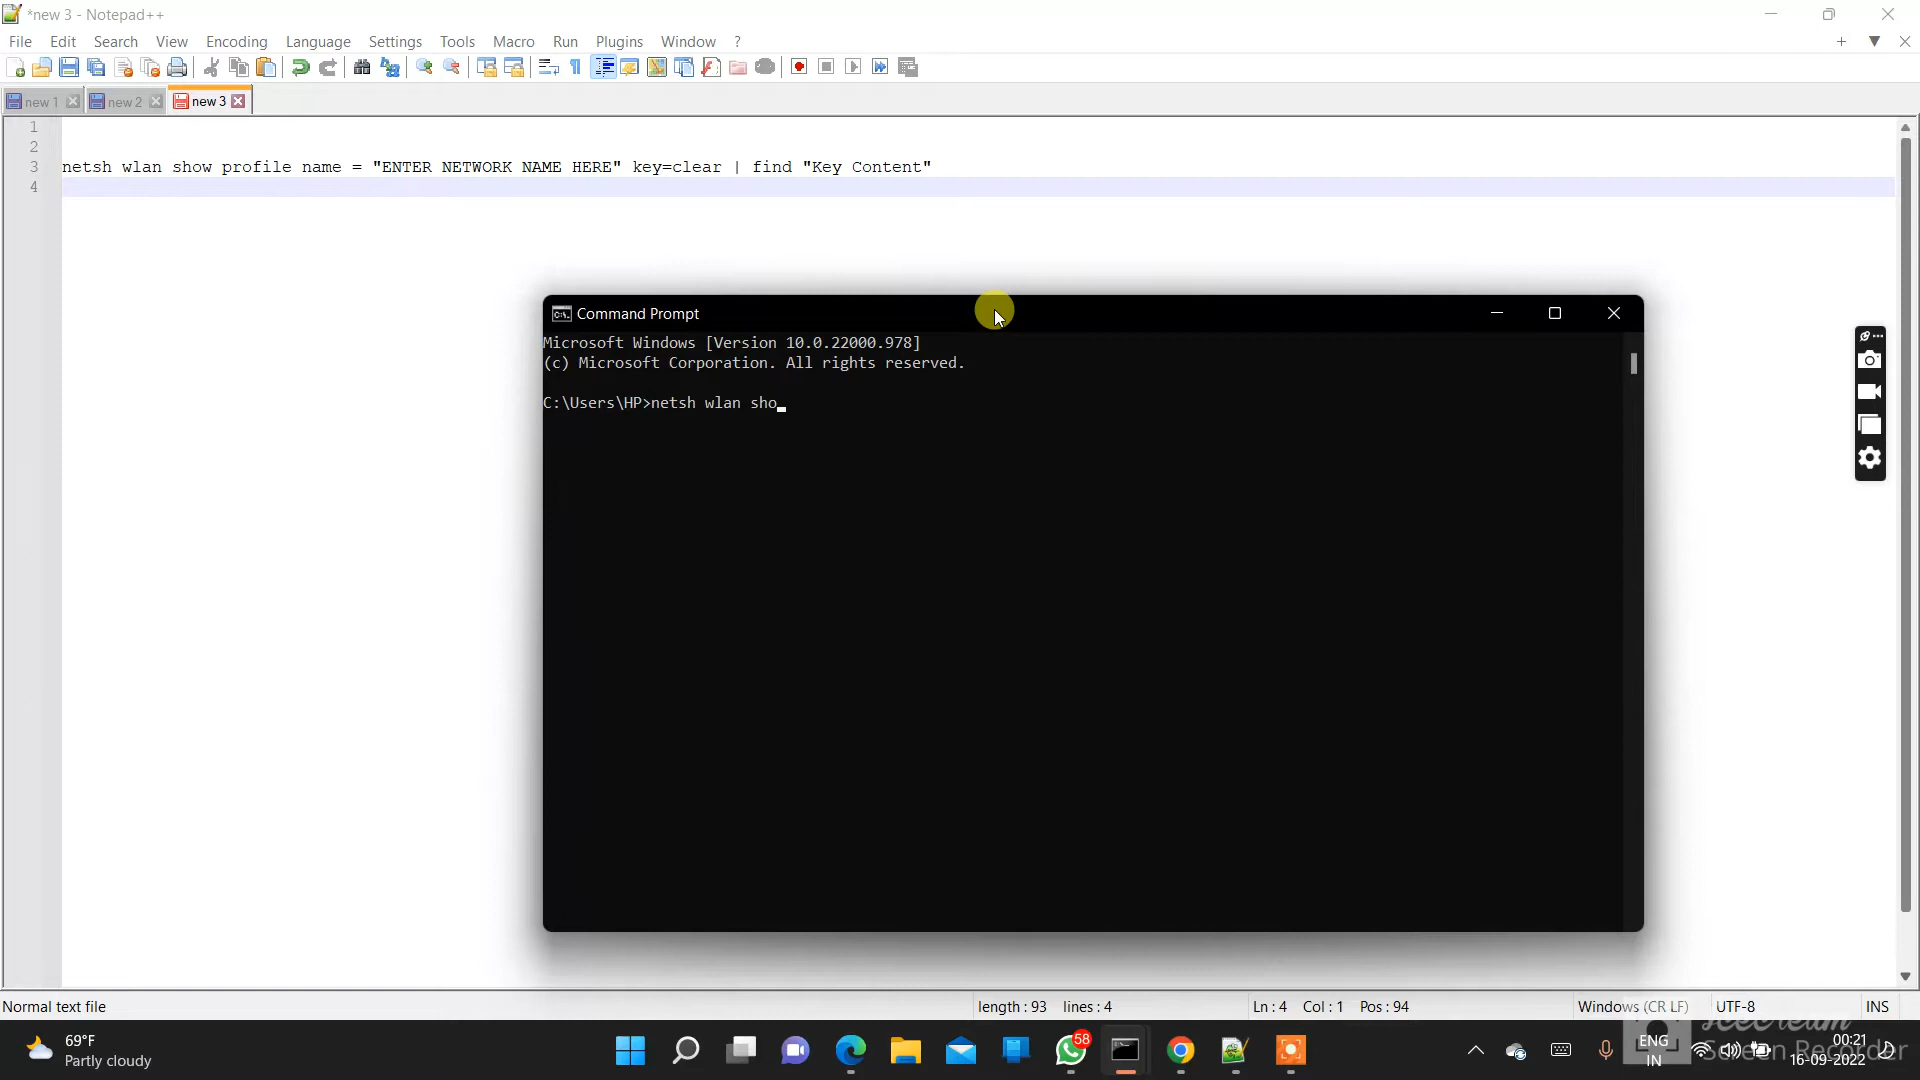 *new 3 - Notepad++
File Edit Search View Encoding Language Settings Tools Macro Run Plugins Window ?
new 1 new 2 new 3
1
2
3 netsh wlan show profile name = "ENTER NETWORK NAME HERE" key=clear | find "Key Content"
4
Command Prompt
Microsoft Windows [Version 10.0.22000.978]
(c) Microsoft Corporation. All rights reserved.
C:\Users\HP>netsh wlan sho
Normal text file length : 93 lines : 4 Ln : 4 Col : 1 Pos : 94 Windows (CR LF) UTF-8 INS
69°F
Partly cloudy
58
ENG
IN
00:21
16-09-2022
Icecream
Screen Recorder